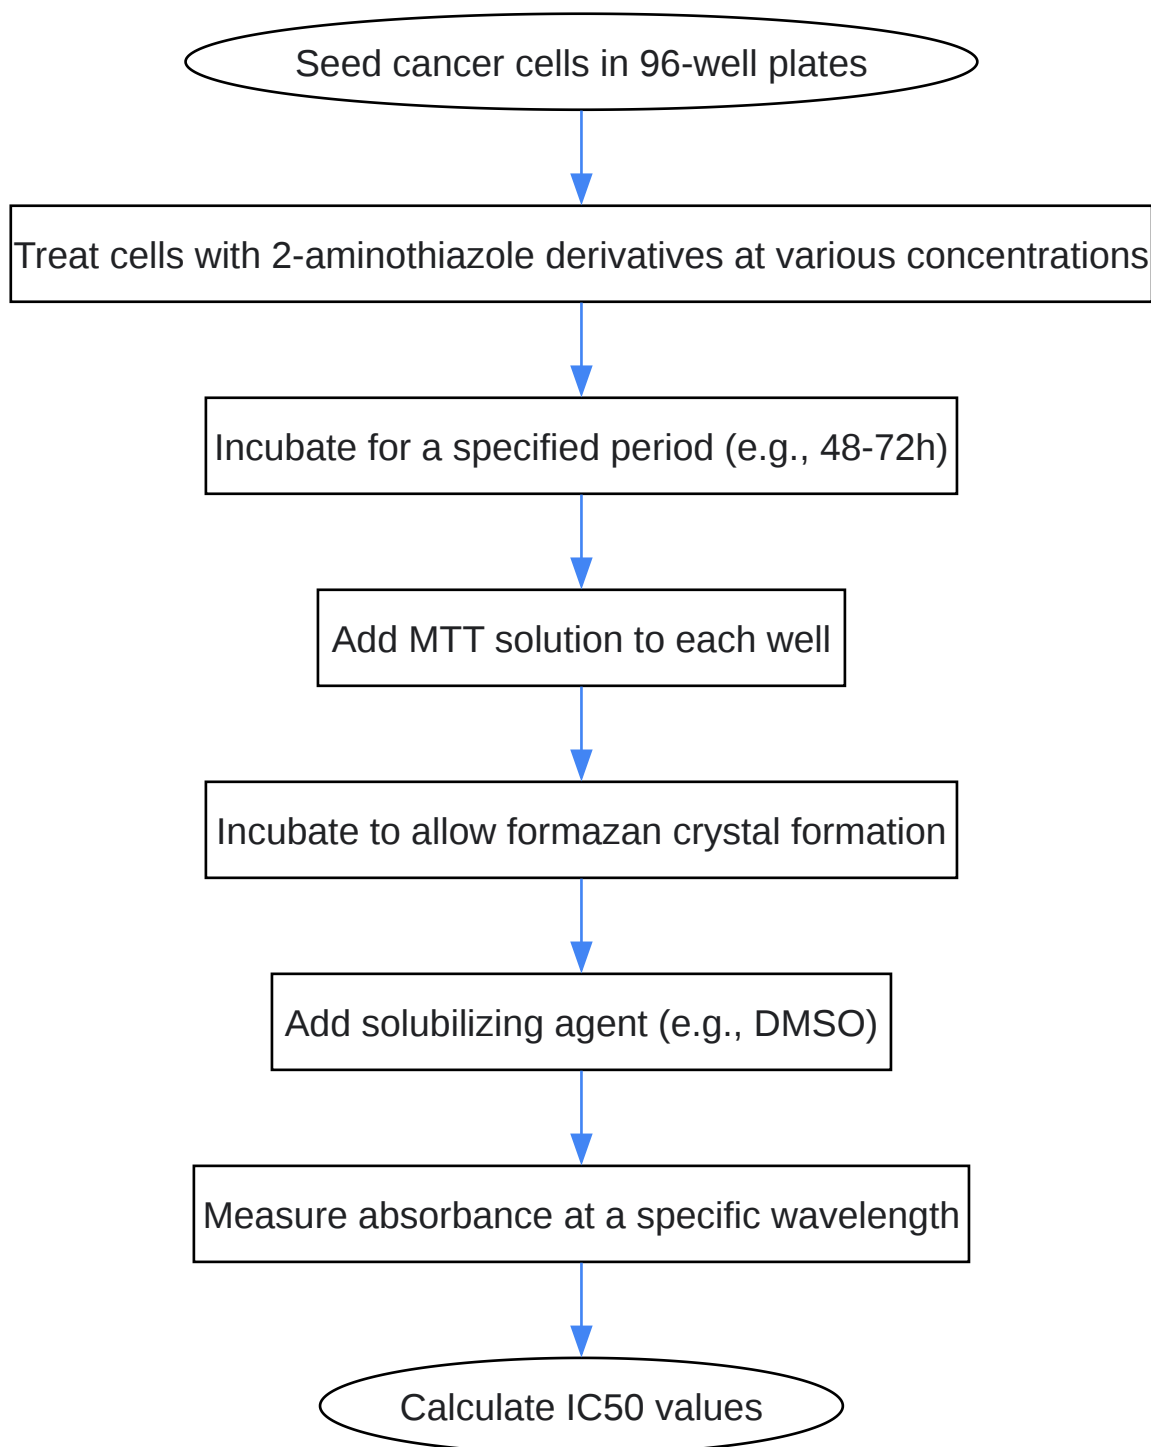 Seed cancer cells in 96-well plates
Treat cells with 2-aminothiazole derivatives at various concentrations
Incubate for a specified period (e.g., 48-72h)
Add MTT solution to each well
Incubate to allow formazan crystal formation
Add solubilizing agent (e.g., DMSO)
Measure absorbance at a specific wavelength
Calculate IC50 values